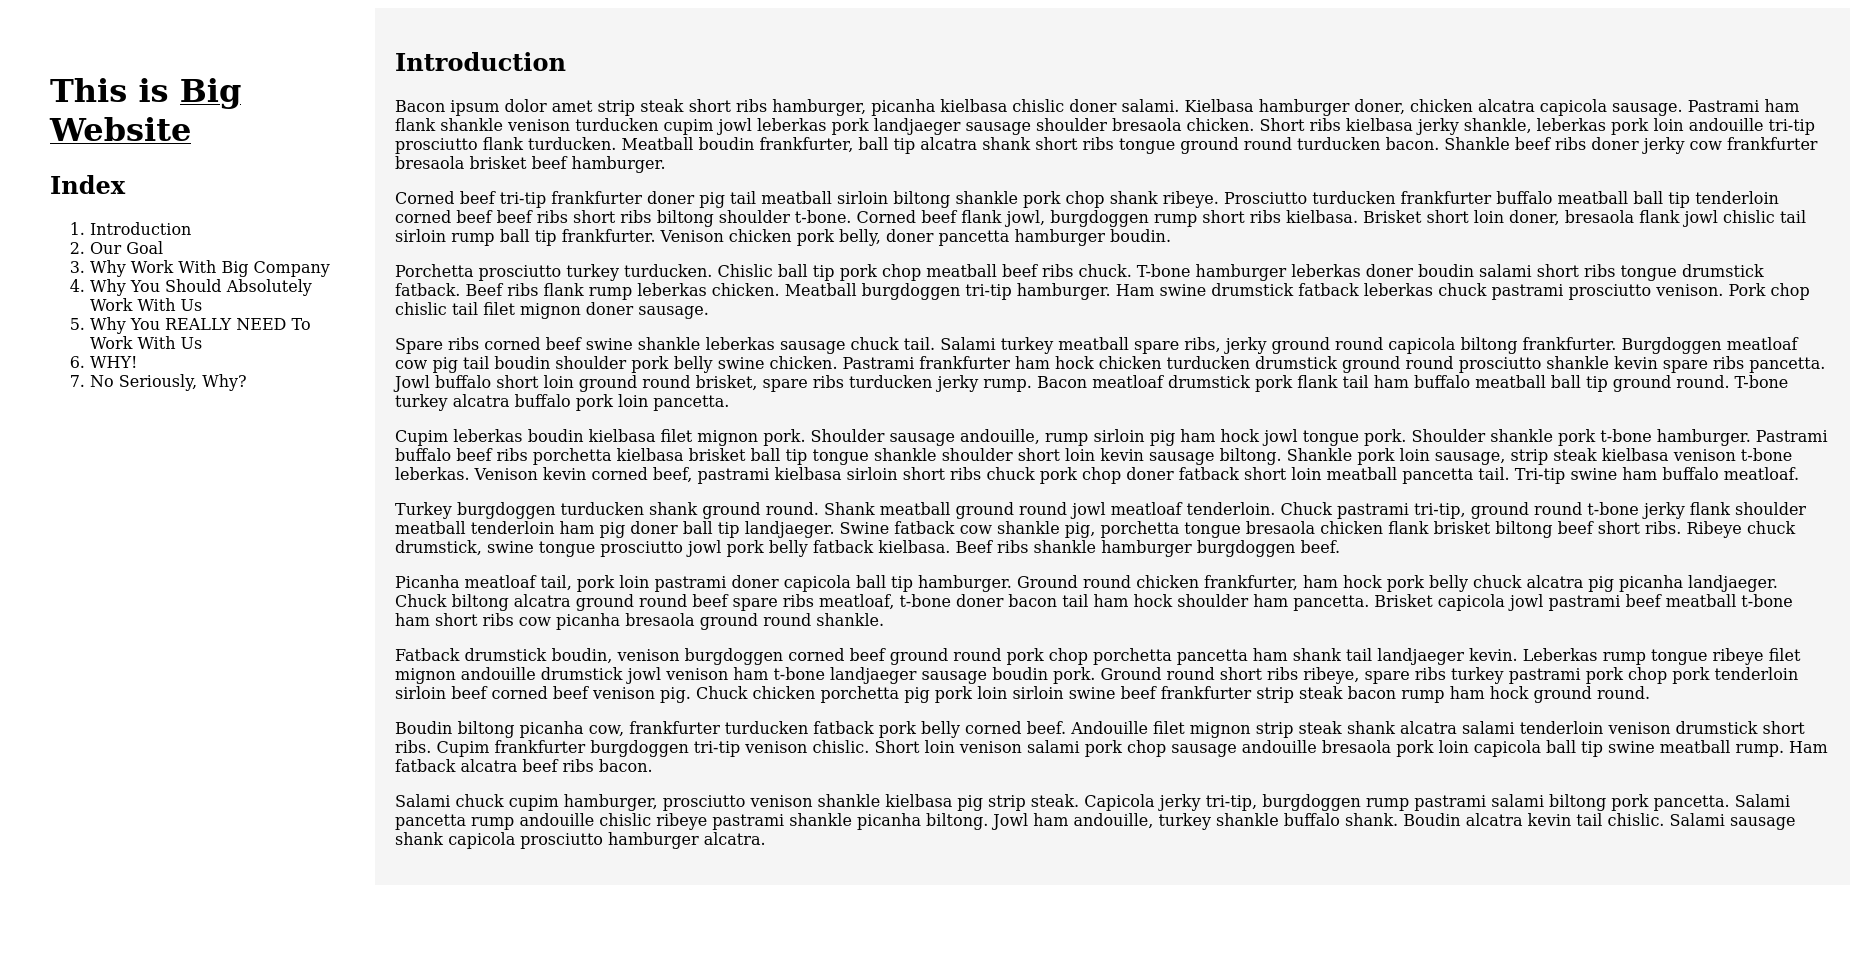 This is Big
Website
Index
1. Introduction
2. Our Goal
3. Why Work With Big Company
4. Why You Should Absolutely
Work With Us
5. Why You REALLY NEED To
Work With Us
6. WHY!
7. No Seriously, Why?
Introduction
Bacon ipsum dolor amet strip steak short ribs hamburger, picanha kielbasa chislic doner salami. Kielbasa hamburger doner, chicken alcatra capicola sausage. Pastrami ham
flank shankle venison turducken cupim jowl leberkas pork landjaeger sausage shoulder bresaola chicken. Short ribs kielbasa jerky shankle, leberkas pork loin andouille tri-tip
prosciutto flank turducken. Meatball boudin frankfurter, ball tip alcatra shank short ribs tongue ground round turducken bacon. Shankle beef ribs doner jerky cow frankfurter
bresaola brisket beef hamburger.
Corned beef tri-tip frankfurter doner pig tail meatball sirloin biltong shankle pork chop shank ribeye. Prosciutto turducken frankfurter buffalo meatball ball tip tenderloin
corned beef beef ribs short ribs biltong shoulder t-bone. Corned beef flank jowl, burgdoggen rump short ribs kielbasa. Brisket short loin doner, bresaola flank jowl chislic tail
sirloin rump ball tip frankfurter. Venison chicken pork belly, doner pancetta hamburger boudin.
Porchetta prosciutto turkey turducken. Chislic ball tip pork chop meatball beef ribs chuck. T-bone hamburger leberkas doner boudin salami short ribs tongue drumstick
fatback. Beef ribs flank rump leberkas chicken. Meatball burgdoggen tri-tip hamburger. Ham swine drumstick fatback leberkas chuck pastrami prosciutto venison. Pork chop
chislic tail filet mignon doner sausage.
Spare ribs corned beef swine shankle leberkas sausage chuck tail. Salami turkey meatball spare ribs, jerky ground round capicola biltong frankfurter. Burgdoggen meatloaf
cow pig tail boudin shoulder pork belly swine chicken. Pastrami frankfurter ham hock chicken turducken drumstick ground round prosciutto shankle kevin spare ribs pancetta.
Jowl buffalo short loin ground round brisket, spare ribs turducken jerky rump. Bacon meatloaf drumstick pork flank tail ham buffalo meatball ball tip ground round. T-bone
turkey alcatra buffalo pork loin pancetta.
Cupim leberkas boudin kielbasa filet mignon pork. Shoulder sausage andouille, rump sirloin pig ham hock jowl tongue pork. Shoulder shankle pork t-bone hamburger. Pastrami
buffalo beef ribs porchetta kielbasa brisket ball tip tongue shankle shoulder short loin kevin sausage biltong. Shankle pork loin sausage, strip steak kielbasa venison t-bone
leberkas. Venison kevin corned beef, pastrami kielbasa sirloin short ribs chuck pork chop doner fatback short loin meatball pancetta tail. Tri-tip swine ham buffalo meatloaf.
Turkey burgdoggen turducken shank ground round. Shank meatball ground round jowl meatloaf tenderloin. Chuck pastrami tri-tip, ground round t-bone jerky flank shoulder
meatball tenderloin ham pig doner ball tip landjaeger. Swine fatback cow shankle pig, porchetta tongue bresaola chicken flank brisket biltong beef short ribs. Ribeye chuck
drumstick, swine tongue prosciutto jowl pork belly fatback kielbasa. Beef ribs shankle hamburger burgdoggen beef.
Picanha meatloaf tail, pork loin pastrami doner capicola ball tip hamburger. Ground round chicken frankfurter, ham hock pork belly chuck alcatra pig picanha landjaeger.
Chuck biltong alcatra ground round beef spare ribs meatloaf, t-bone doner bacon tail ham hock shoulder ham pancetta. Brisket capicola jowl pastrami beef meatball t-bone
ham short ribs cow picanha bresaola ground round shankle.
Fatback drumstick boudin, venison burgdoggen corned beef ground round pork chop porchetta pancetta ham shank tail landjaeger kevin. Leberkas rump tongue ribeye filet
mignon andouille drumstick jowl venison ham t-bone landjaeger sausage boudin pork. Ground round short ribs ribeye, spare ribs turkey pastrami pork chop pork tenderloin
sirloin beef corned beef venison pig. Chuck chicken porchetta pig pork loin sirloin swine beef frankfurter strip steak bacon rump ham hock ground round.
Boudin biltong picanha cow, frankfurter turducken fatback pork belly corned beef. Andouille filet mignon strip steak shank alcatra salami tenderloin venison drumstick short
ribs. Cupim frankfurter burgdoggen tri-tip venison chislic. Short loin venison salami pork chop sausage andouille bresaola pork loin capicola ball tip swine meatball rump. Ham
fatback alcatra beef ribs bacon.
Salami chuck cupim hamburger, prosciutto venison shankle kielbasa pig strip steak. Capicola jerky tri-tip, burgdoggen rump pastrami salami biltong pork pancetta. Salami
pancetta rump andouille chislic ribeye pastrami shankle picanha biltong. Jowl ham andouille, turkey shankle buffalo shank. Boudin alcatra kevin tail chislic. Salami sausage
shank capicola prosciutto hamburger alcatra.